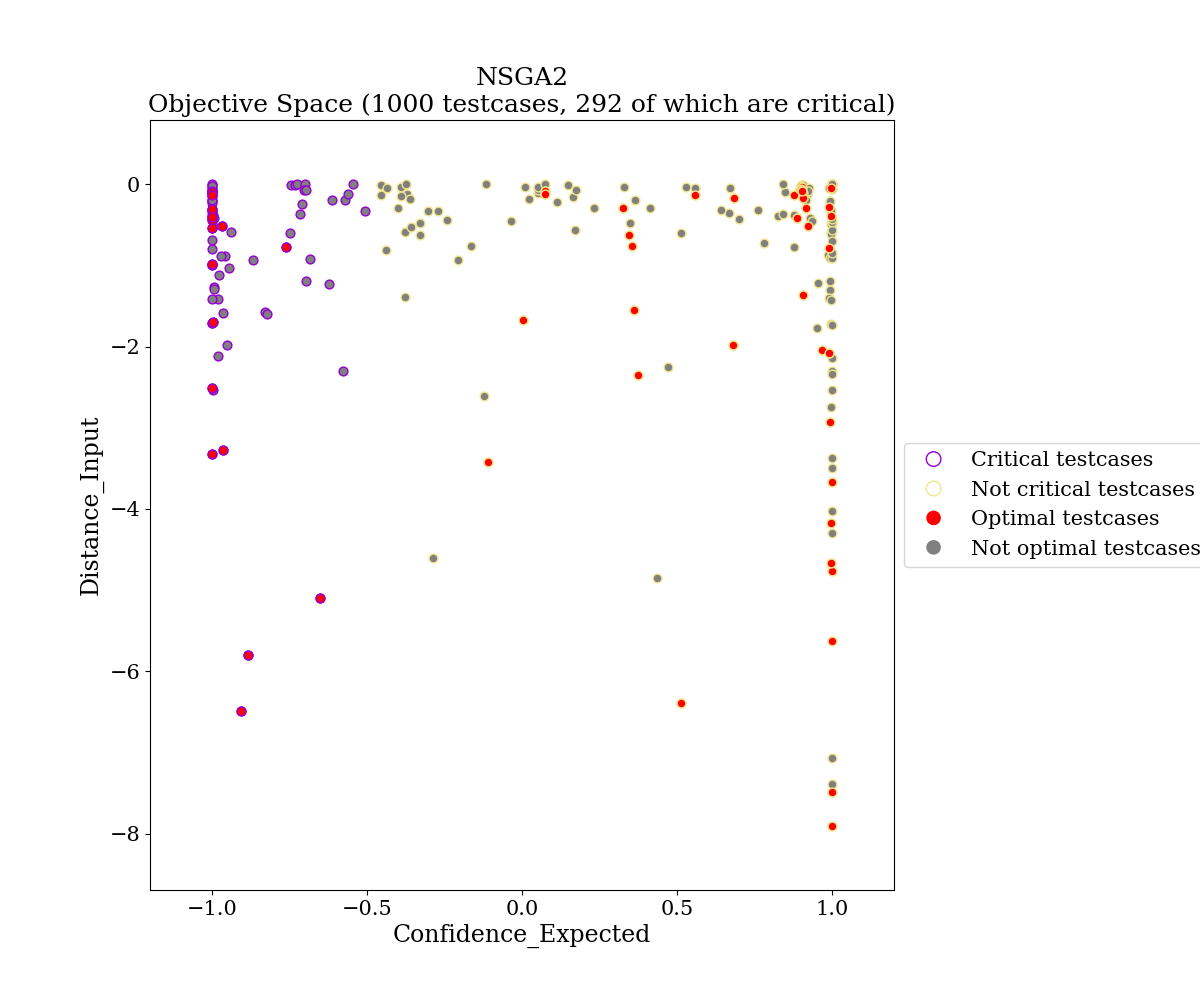 NSGA2
Objective Space (1000 testcases, 292 of which are critical)
0
−2
−4
−6
−8
Distance_Input
−1.0
−0.5
0.0
0.5
1.0
Confidence_Expected
Critical testcases
Not critical testcases
Optimal testcases
Not optimal testcases